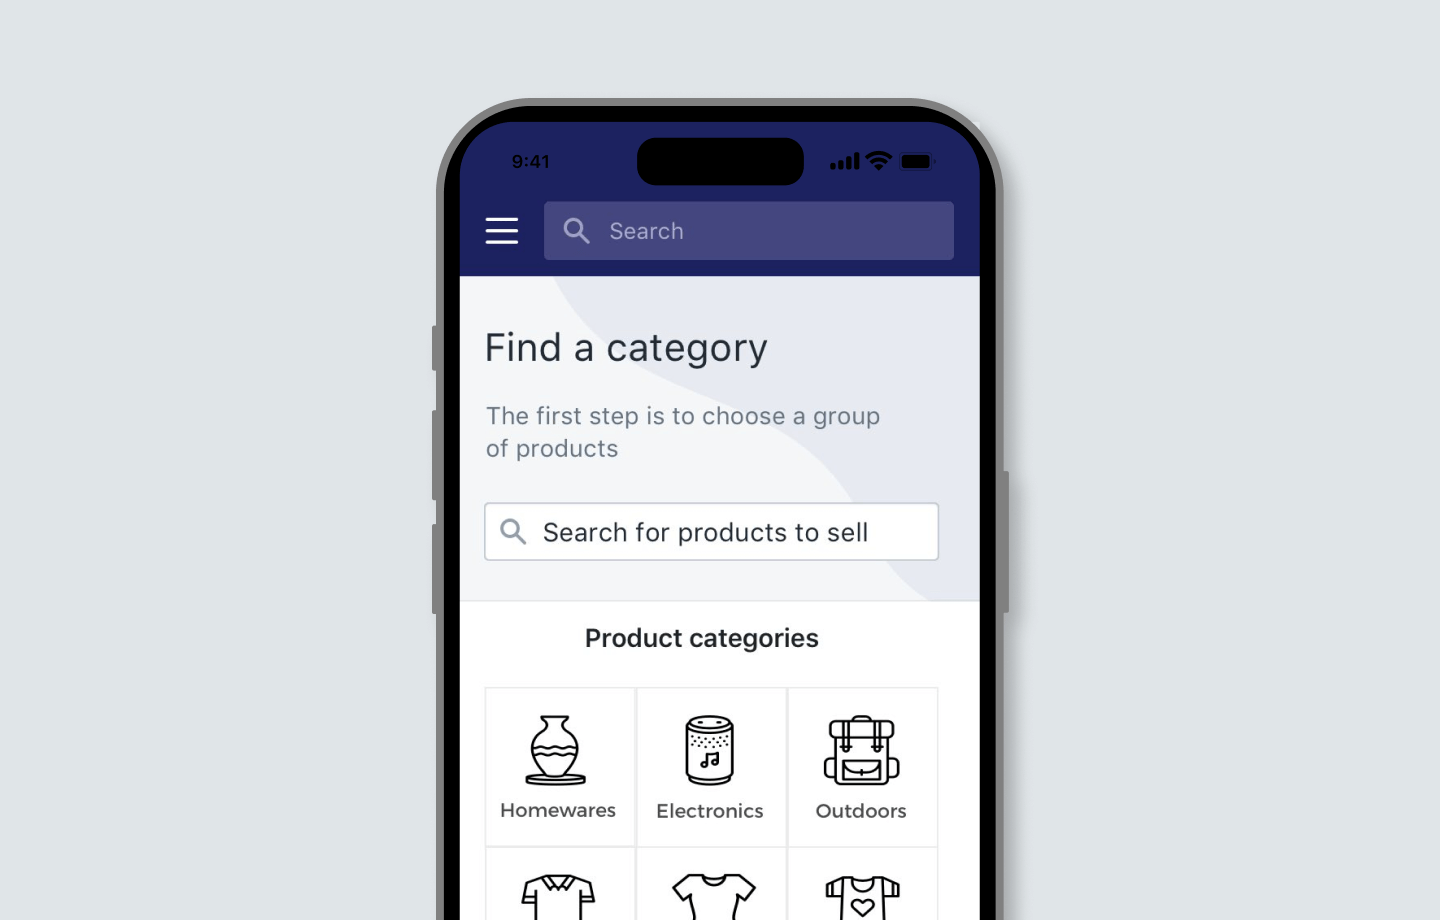 9:41
Search
Find a category
The first step is to choose a group
of products
Search for products to sell
Product categories
Homewares
Electronics
Outdoors